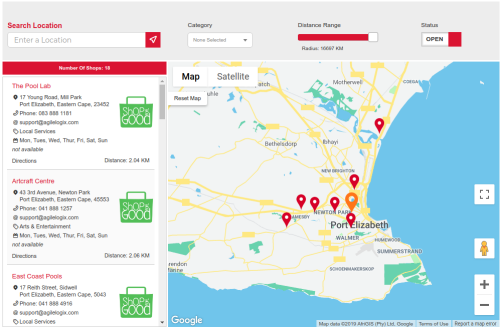 Search Location
Enter a Location
Category
None Selected
Distance Range
Radius: 16697 KM
Status
OPEN
Number Of Shops: 16
The Pool Lab
17 Young Road, Mill Park
Port Elizabeth, Eastern Cape, 23452
Phone: 083 888 1181
@ support@agilelogix.com
Local Services
Mon, Tues, Wed, Thur, Fri, Sat, Sun
not available
Directions
Distance: 2.04 KM
SHOP
GOOD
Artcraft Centre
43 3rd Avenue, Newton Park
Port Elizabeth, Eastern Cape, 45553
Phone: 041 888 1257
@ support@agilelogix.com
Arts & Entertainment
Mon, Tues, Wed, Thur, Fri, Sat, Sun
not available
Directions
Distance: 2.06 KM
SHOP
GOOD
East Coast Pools
17 Reith Street, Sidwell
Port Elizabeth, Eastern Cape, 5043
Phone: 041 888 4916
@ support@agilelogix.com
SHOP
GOOD
Map
Satellite
Reset Map
Motherwell
Bethelsdorp
Ibhayi
NEW BRIGHTON
NEWTON PARK
Port Elizabeth
WALMER
HUMEWOOD
SUMMERSTRAND
SCHOENMAKERSKOP
Google
Map data ©2019 AfriGIS (Pty) Ltd, Google
Terms of Use
Report a map error